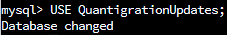 mysql> USE QuantigrationUpdates;
Database changed